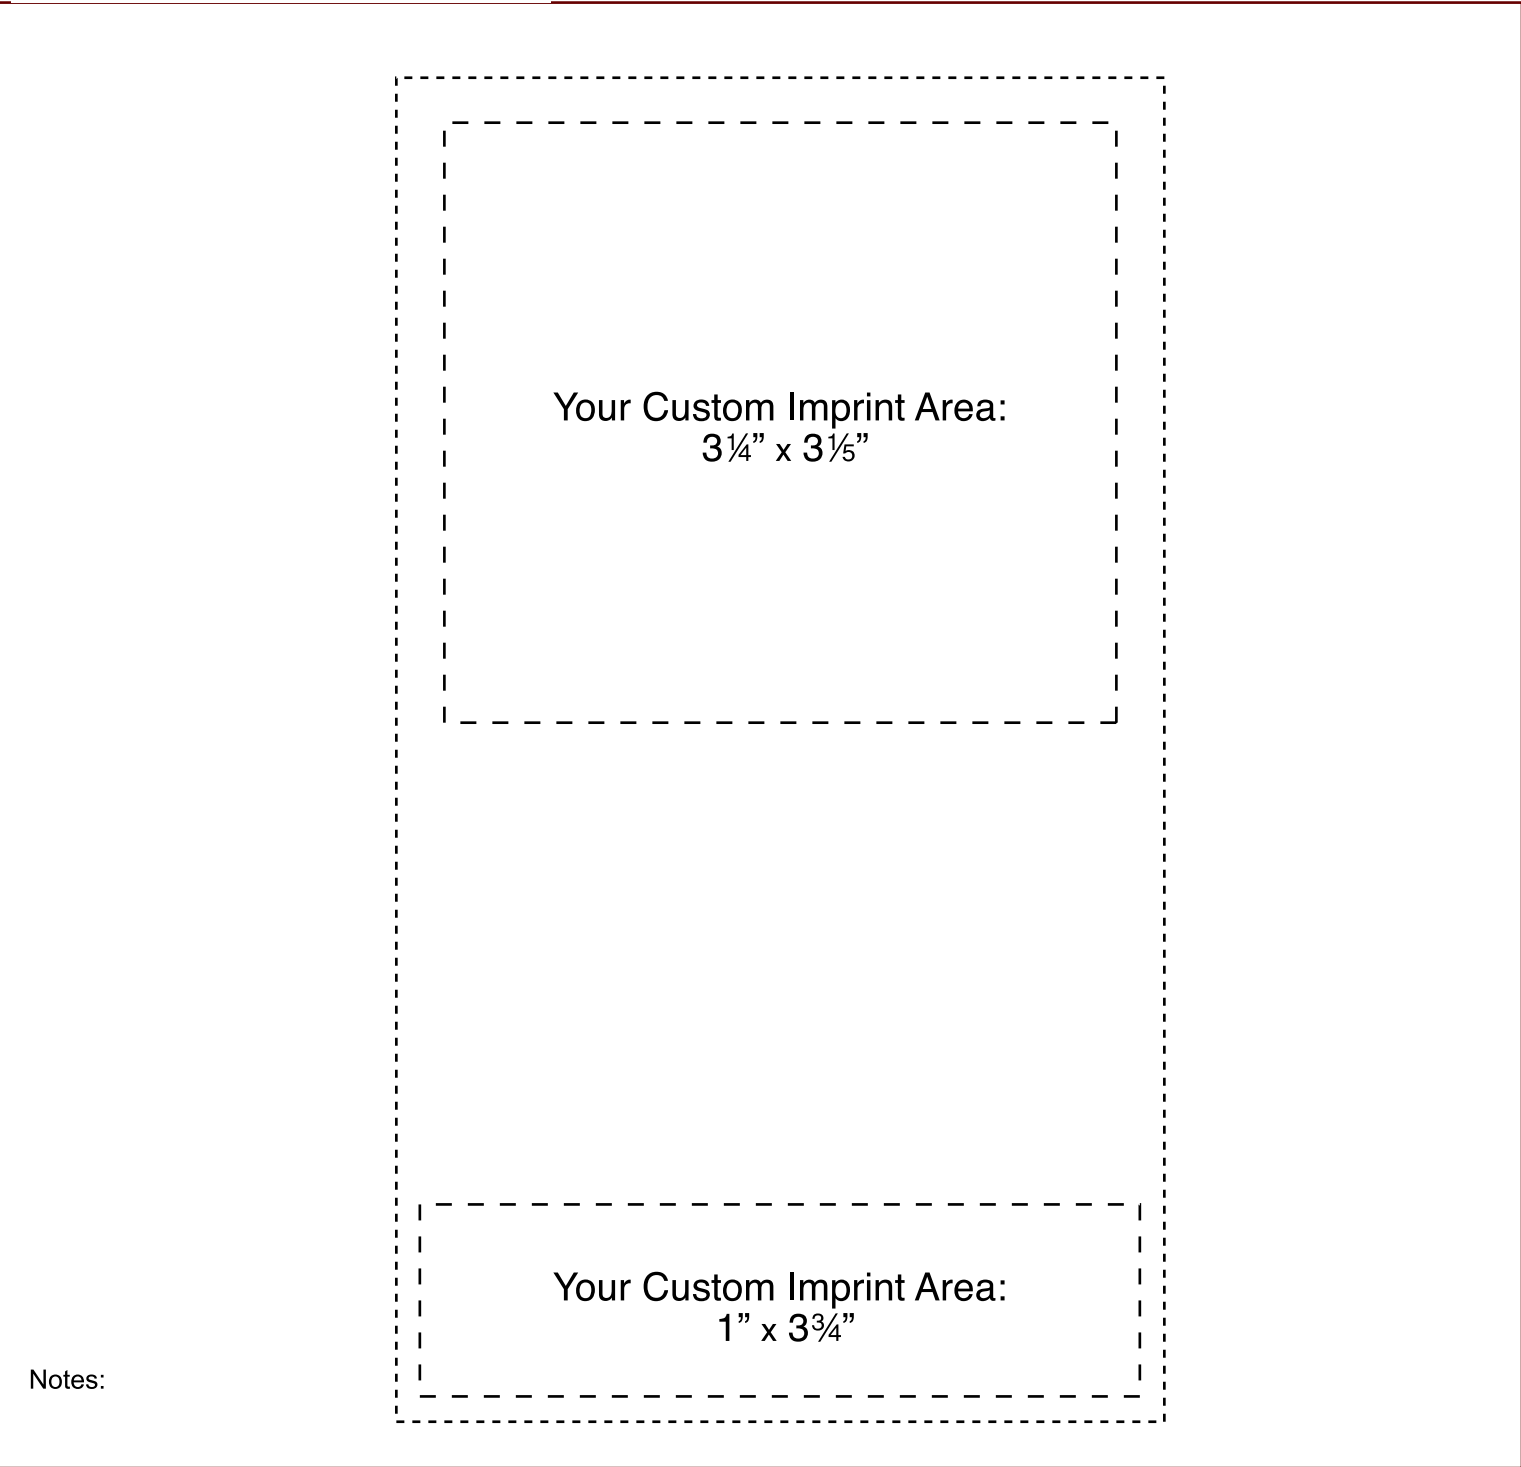 Your Custom Imprint Area:
3¼” x 3⅕”
Your Custom Imprint Area:
1” x 3¾”
Notes: